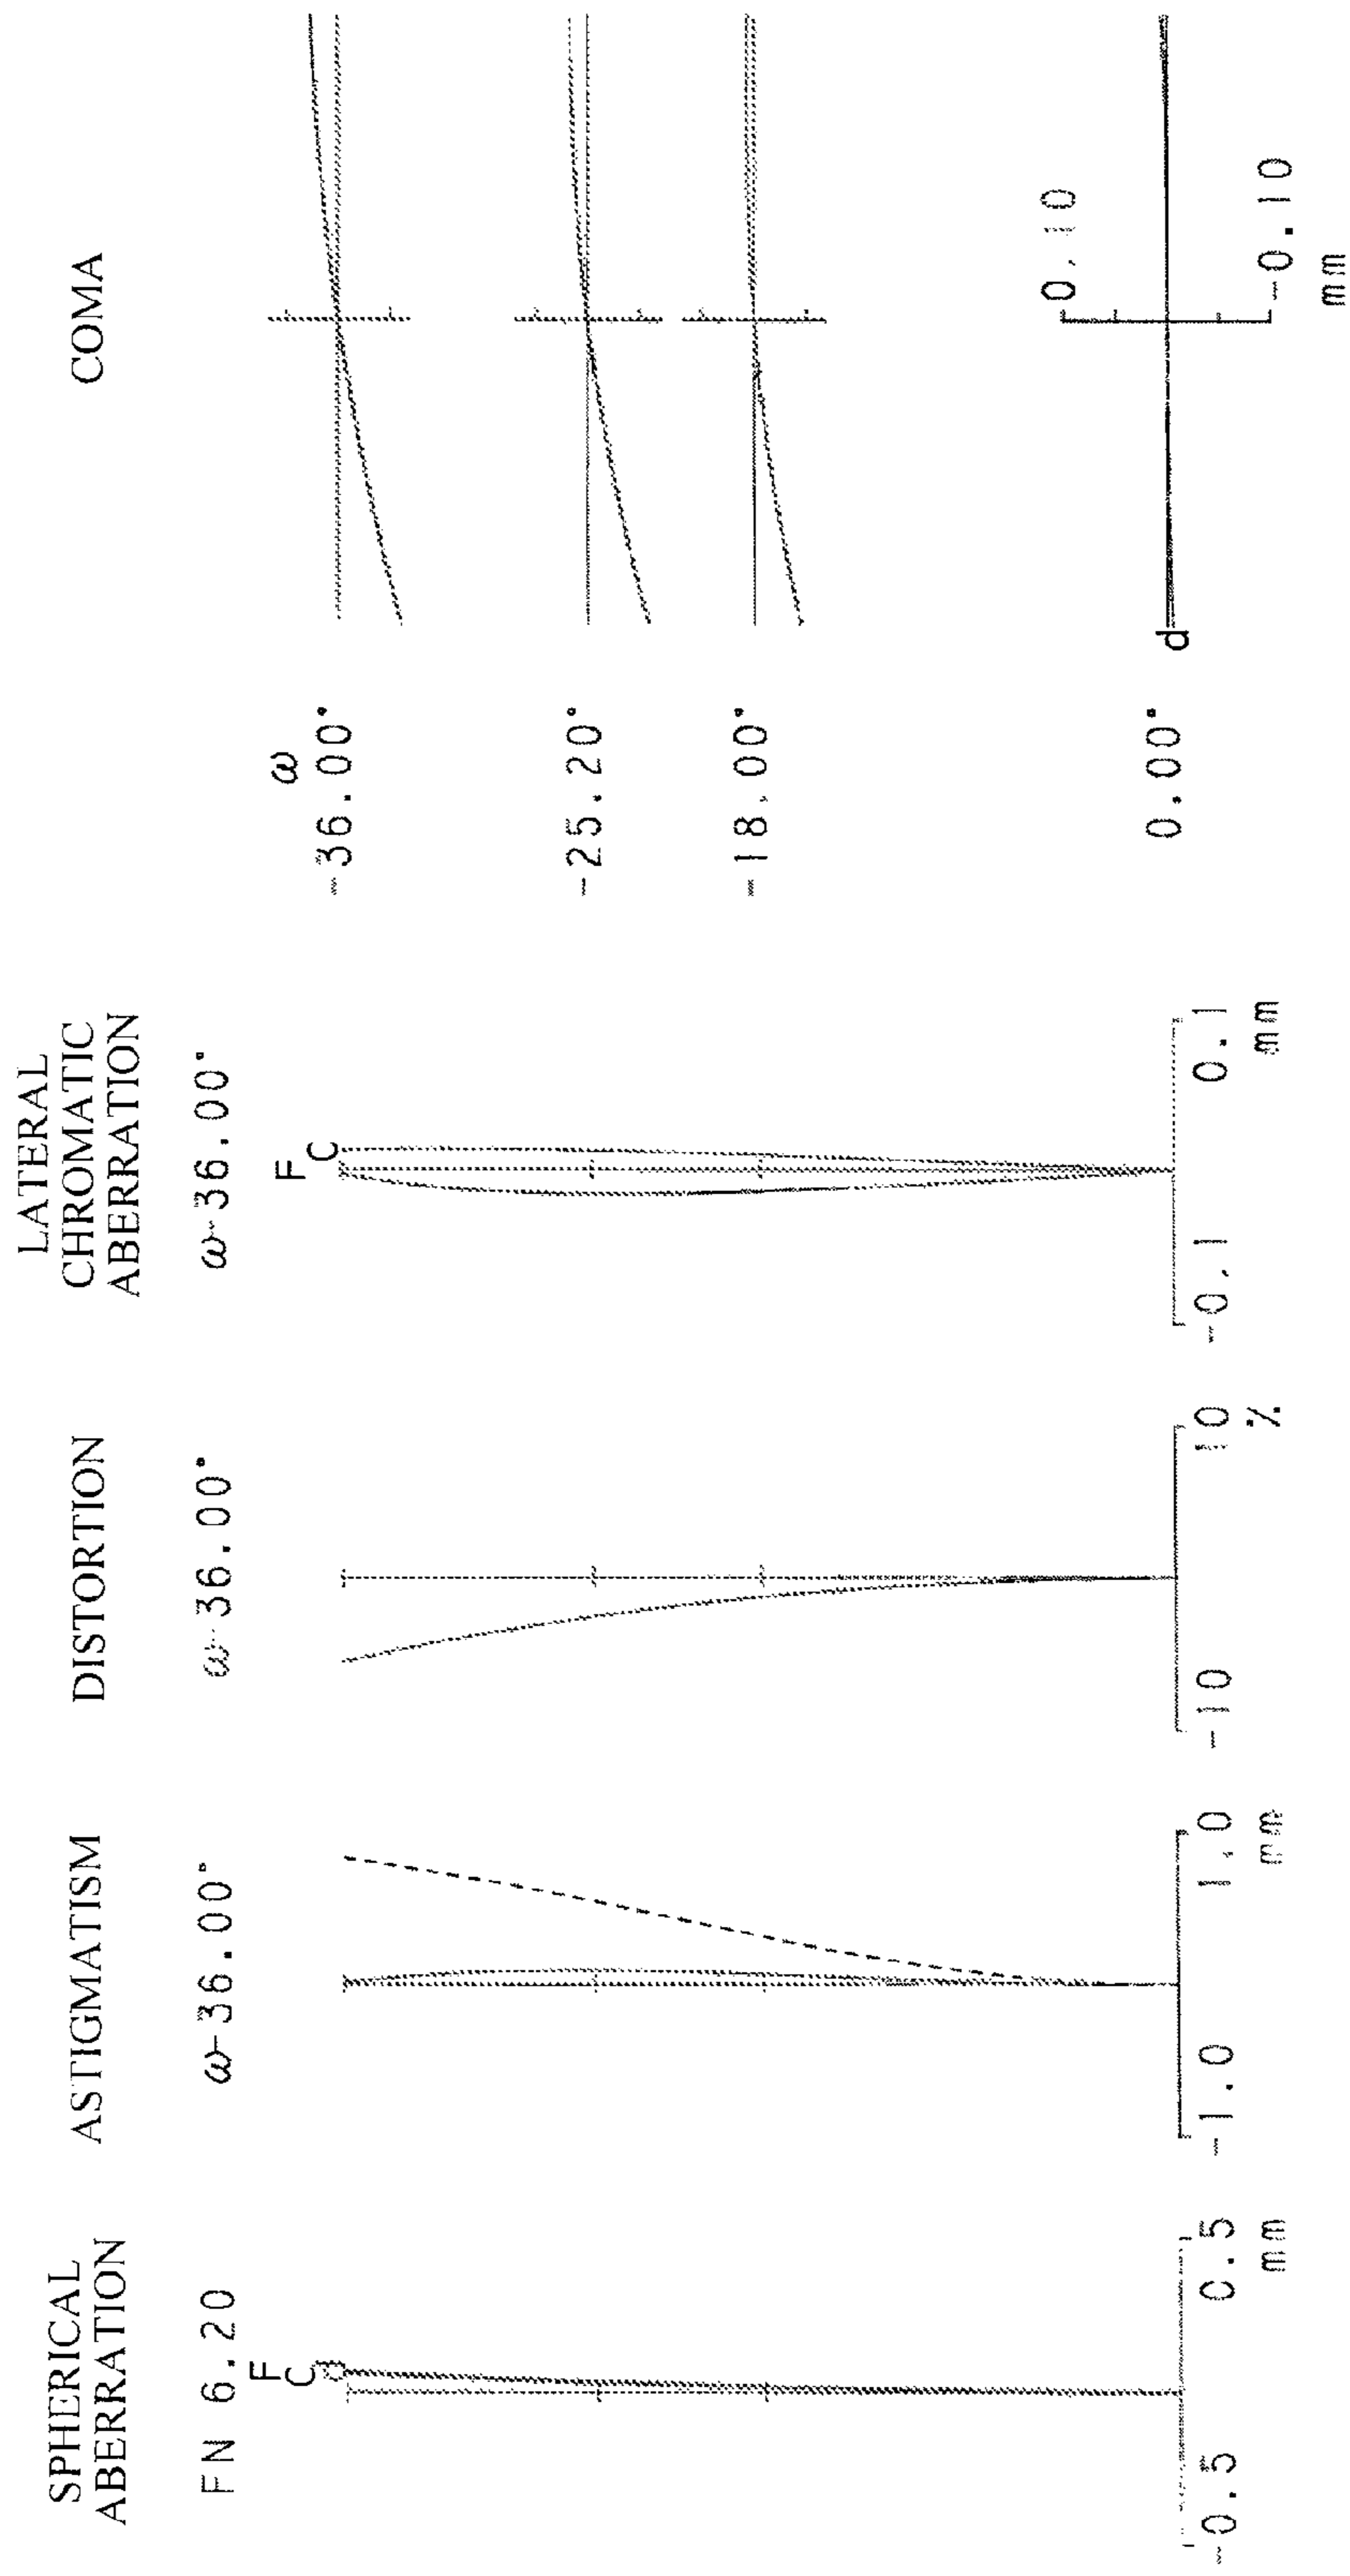 SPHERICAL
ABERRATION
FN 6.20
F
C
-0.5 0.5
mm
ASTIGMATISM
ω-36.00°
-1.0 1.0
mm
DISTORTION
ω-36.00°
-10 10
%
LATERAL
CHROMATIC
ABERRATION
ω-36.00°
F
C
-0.1 0.1
mm
COMA
ω
-36.00°
-25.20°
-18.00°
0.10
0.00° d
-0.10
mm